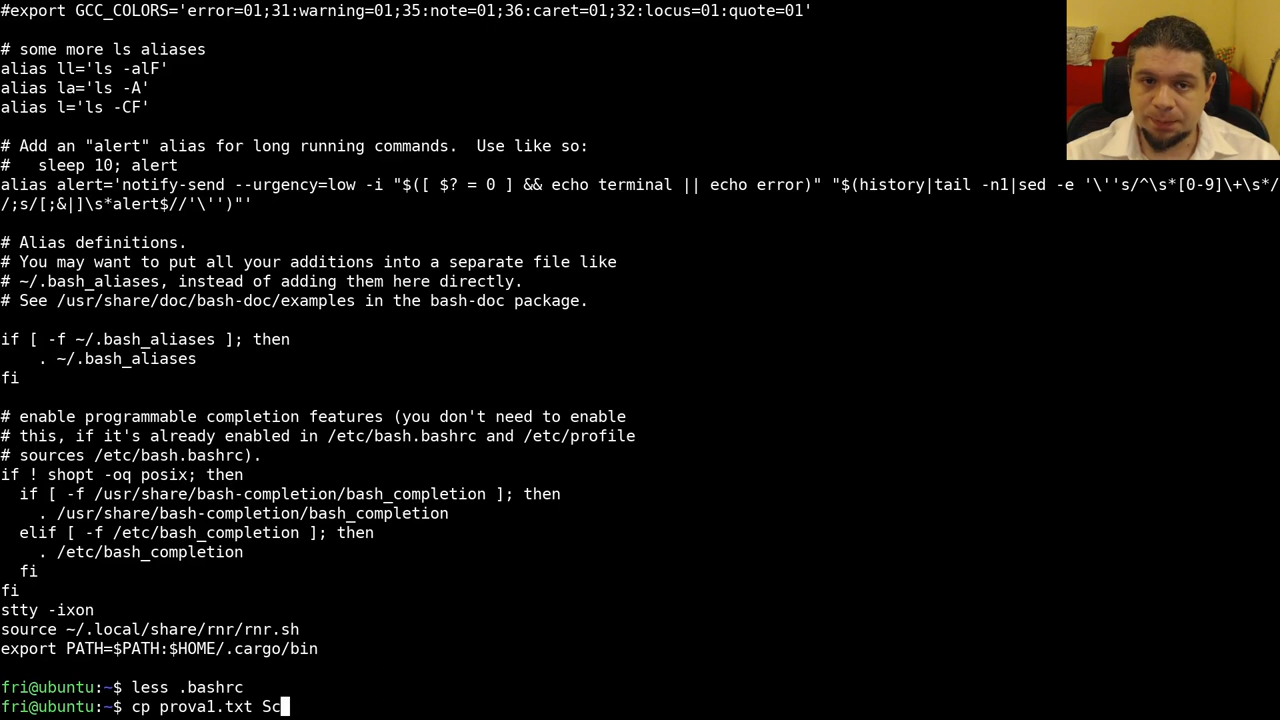 #export GCC_COLORS='error=01;31:warning=01;35:note=01;36:caret=01;32:locus=01:quote=01'
# some more ls aliases
alias ll='ls -alF'
alias la='ls -A'
alias l='ls -CF'
# Add an "alert" alias for long running commands.  Use like so:
#   sleep 10; alert
alias alert='notify-send --urgency=low -i "$([ $? = 0 ] && echo terminal || echo error)" "$(history|tail -n1|sed -e '\''s/^\s*[0-9]\+\s*/
/;s/[;&|]\s*alert$//'\'')"'
# Alias definitions.
# You may want to put all your additions into a separate file like
# ~/.bash_aliases, instead of adding them here directly.
# See /usr/share/doc/bash-doc/examples in the bash-doc package.
if [ -f ~/.bash_aliases ]; then
    . ~/.bash_aliases
fi
# enable programmable completion features (you don't need to enable
# this, if it's already enabled in /etc/bash.bashrc and /etc/profile
# sources /etc/bash.bashrc).
if ! shopt -oq posix; then
  if [ -f /usr/share/bash-completion/bash_completion ]; then
    . /usr/share/bash-completion/bash_completion
  elif [ -f /etc/bash_completion ]; then
    . /etc/bash_completion
  fi
fi
stty -ixon
source ~/.local/share/rnr/rnr.sh
export PATH=$PATH:$HOME/.cargo/bin
fri@ubuntu:~$ less .bashrc
fri@ubuntu:~$ cp prova1.txt Sc